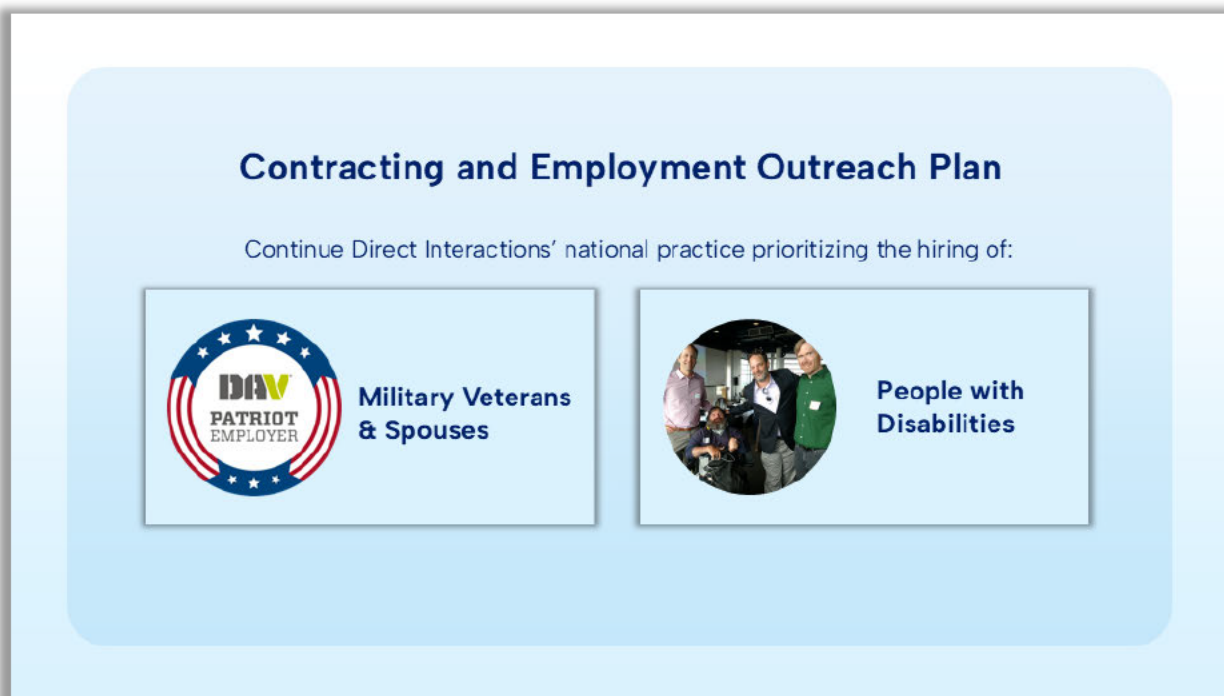 Contracting and Employment Outreach Plan
Continue Direct Interactions’ national practice prioritizing the hiring of:
DAV
PATRIOT
EMPLOYER
Military Veterans
& Spouses
People with
Disabilities